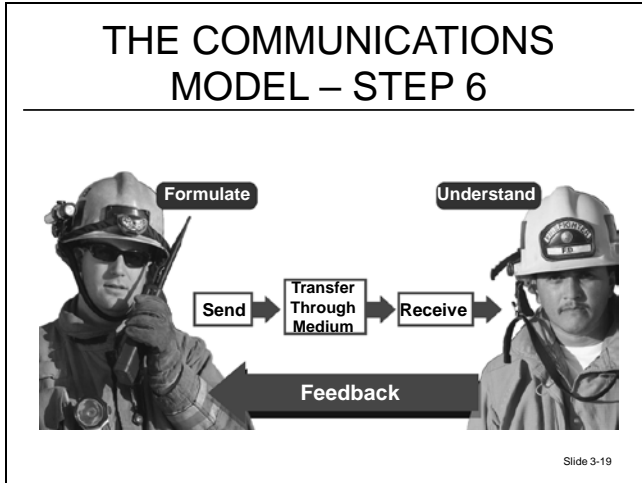 THE COMMUNICATIONS
MODEL – STEP 6
Formulate
Understand
Send
Transfer
Through
Medium
Receive
Feedback
Slide 3-19